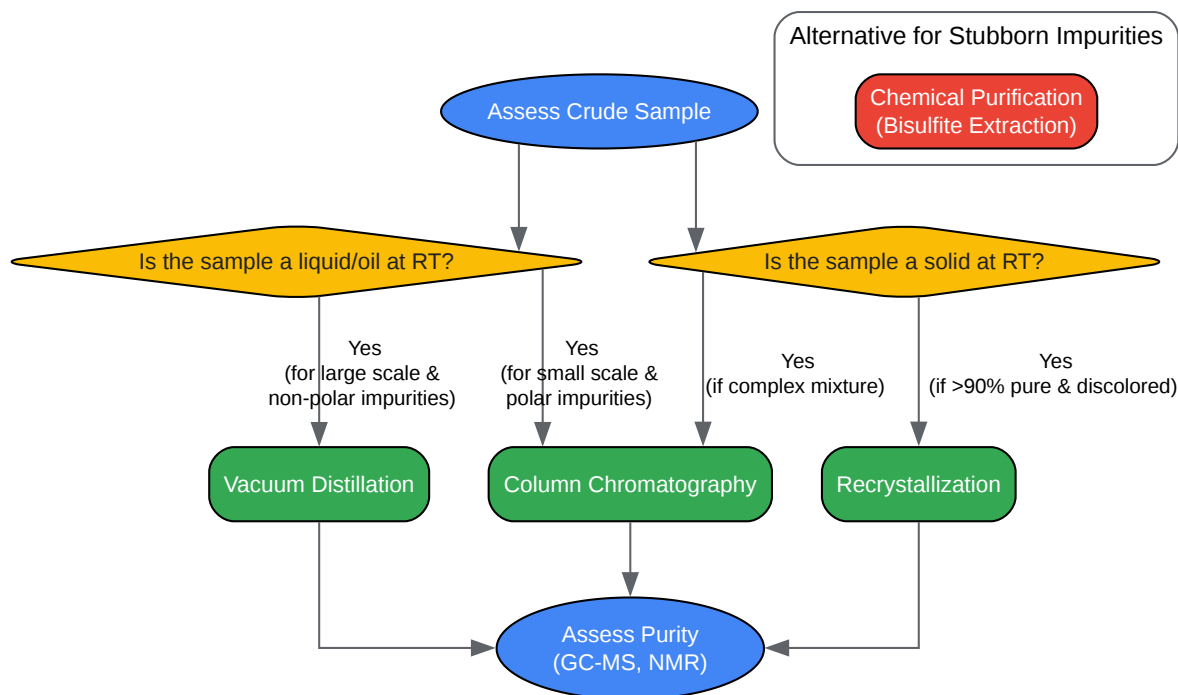 Alternative for Stubborn Impurities
Chemical Purification
(Bisulfite Extraction)
Assess Crude Sample
Is the sample a liquid/oil at RT?
Is the sample a solid at RT?
Yes
(for large scale &
non-polar impurities)
Yes
(for small scale &
polar impurities)
Yes
(if complex mixture)
Yes
(if >90% pure & discolored)
Vacuum Distillation
Column Chromatography
Recrystallization
Assess Purity
(GC-MS, NMR)